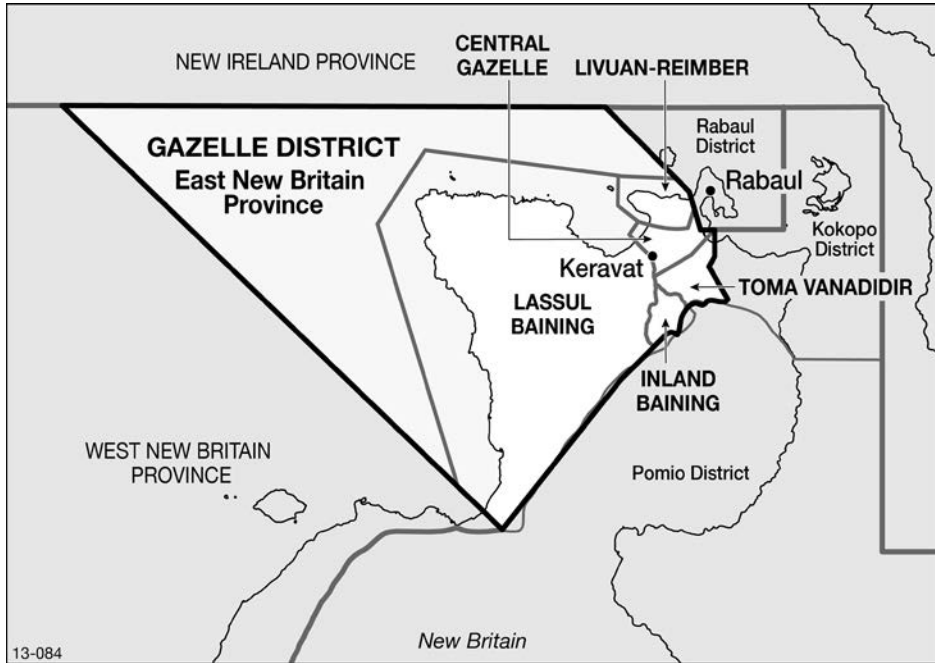 CENTRAL
GAZELLE
NEW IRELAND PROVINCE
LIVUAN-REIMBER
GAZELLE DISTRICT
East New Britain
Province
Rabaul
District
Rabaul
Kokopo
District
Keravat
TOMA VANADIDIR
LASSUL
BAINING
INLAND
BAINING
WEST NEW BRITAIN
PROVINCE
Pomio District
New Britain
13-084